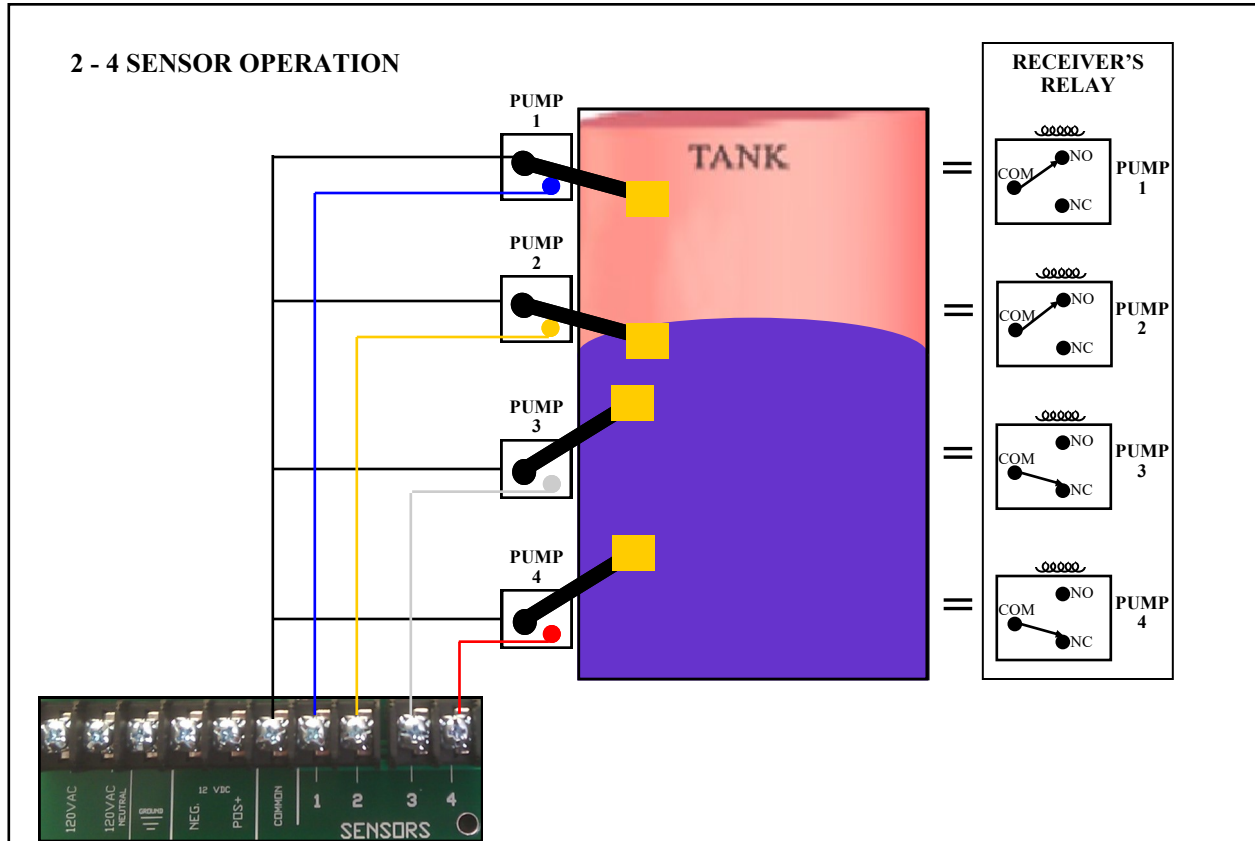 2 - 4 SENSOR OPERATION
RECEIVER'S
RELAY
TANK
PUMP
1
PUMP
2
PUMP
3
PUMP
4
=
COM
NO
NC
PUMP
1
=
COM
NO
NC
PUMP
2
=
COM
NO
NC
PUMP
3
=
COM
NO
NC
PUMP
4
120VAC
120VAC
NEUTRAL
GROUND
12 VDC
NEG.
POS+
COMMON
1
2
3
4
SENSORS